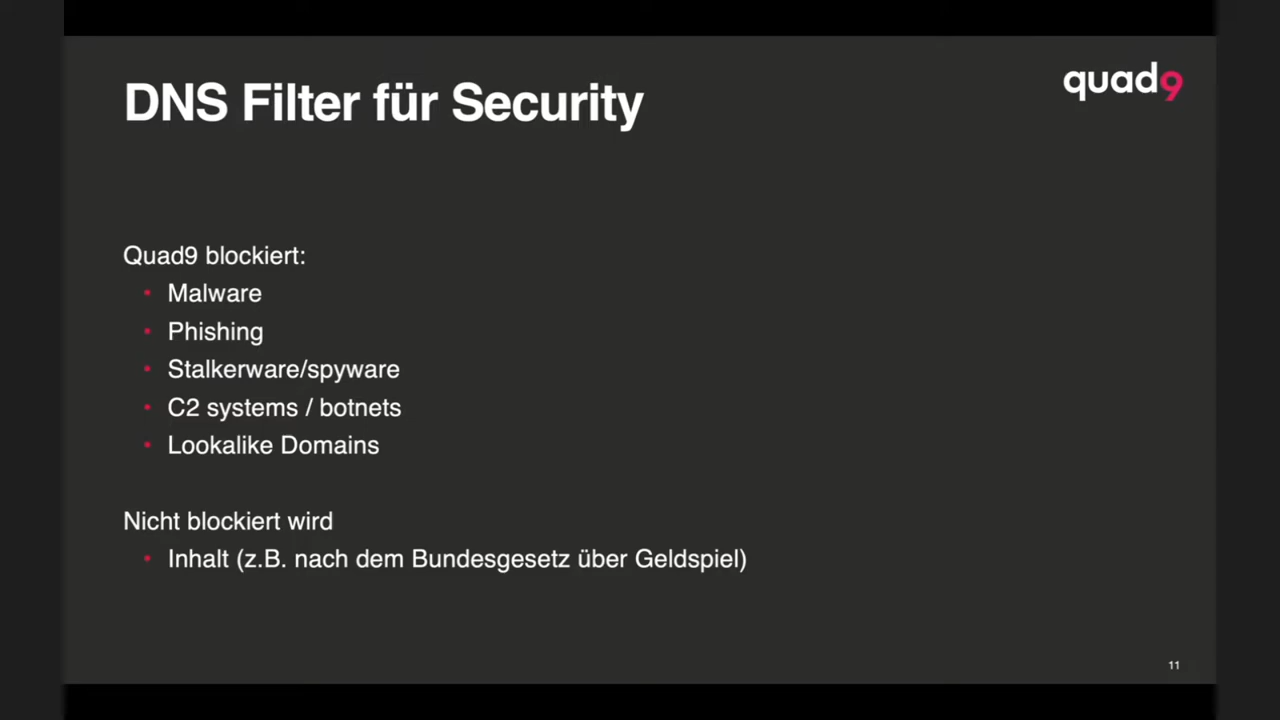 DNS Filter für Security
quad9
Quad9 blockiert:
• Malware
• Phishing
• Stalkerware/spyware
• C2 systems / botnets
• Lookalike Domains
Nicht blockiert wird
• Inhalt (z.B. nach dem Bundesgesetz über Geldspiel)
11